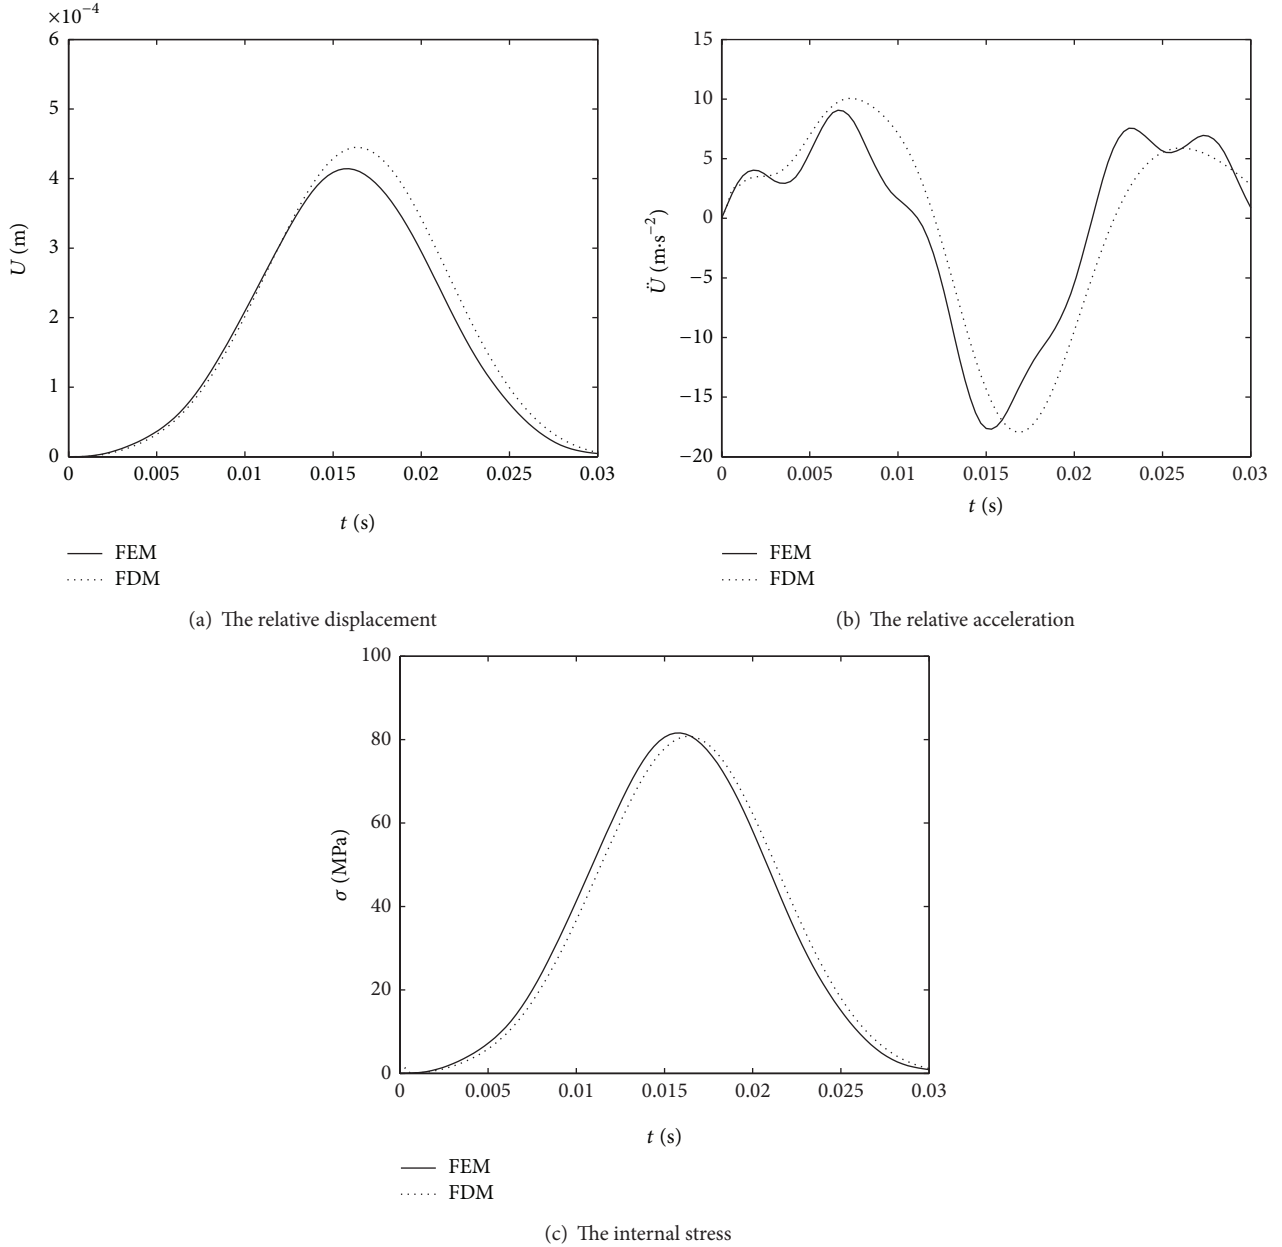 ×10−4
6
5
4
3
2
1
0
U (m)
0 0.005 0.01 0.015 0.02 0.025 0.03
t (s)
FEM
FDM
(a) The relative displacement
15
10
5
0
−5
−10
−15
−20
Ü (m·s−2)
0 0.005 0.01 0.015 0.02 0.025 0.03
t (s)
FEM
FDM
(b) The relative acceleration
100
80
60
40
20
0
σ (MPa)
0 0.005 0.01 0.015 0.02 0.025 0.03
t (s)
FEM
FDM
(c) The internal stress